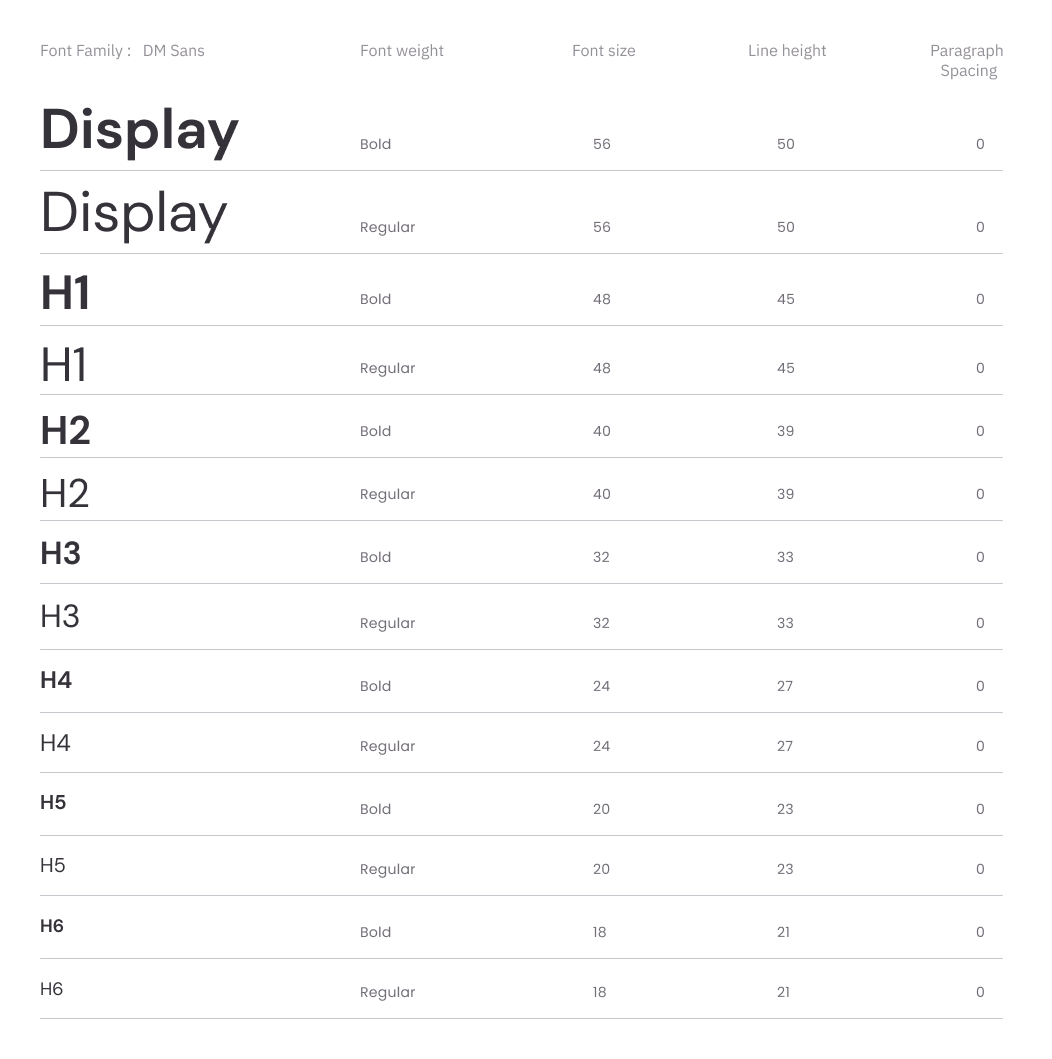 Font Family : DM Sans Font weight Font size Line height Paragraph
Spacing
Display Bold 56 50 0
Display Regular 56 50 0
H1 Bold 48 45 0
H1 Regular 48 45 0
H2 Bold 40 39 0
H2 Regular 40 39 0
H3 Bold 32 33 0
H3 Regular 32 33 0
H4 Bold 24 27 0
H4 Regular 24 27 0
H5 Bold 20 23 0
H5 Regular 20 23 0
H6 Bold 18 21 0
H6 Regular 18 21 0